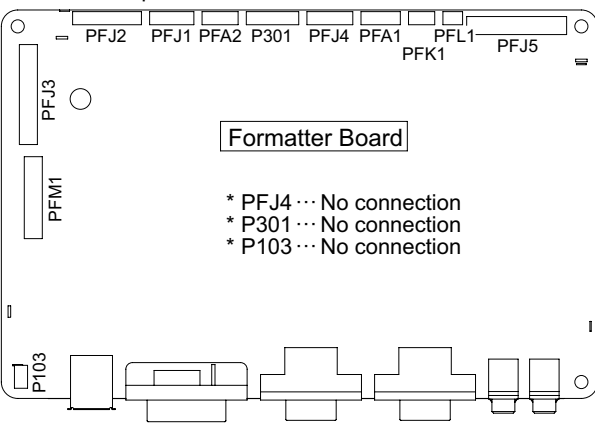 PFJ2 PFJ1 PFA2 P301 PFJ4 PFA1 PFK1 PFL1 PFJ5
PFJ3
PFM1
Formatter Board
* PFJ4 ··· No connection
* P301 ··· No connection
* P103 ··· No connection
P103